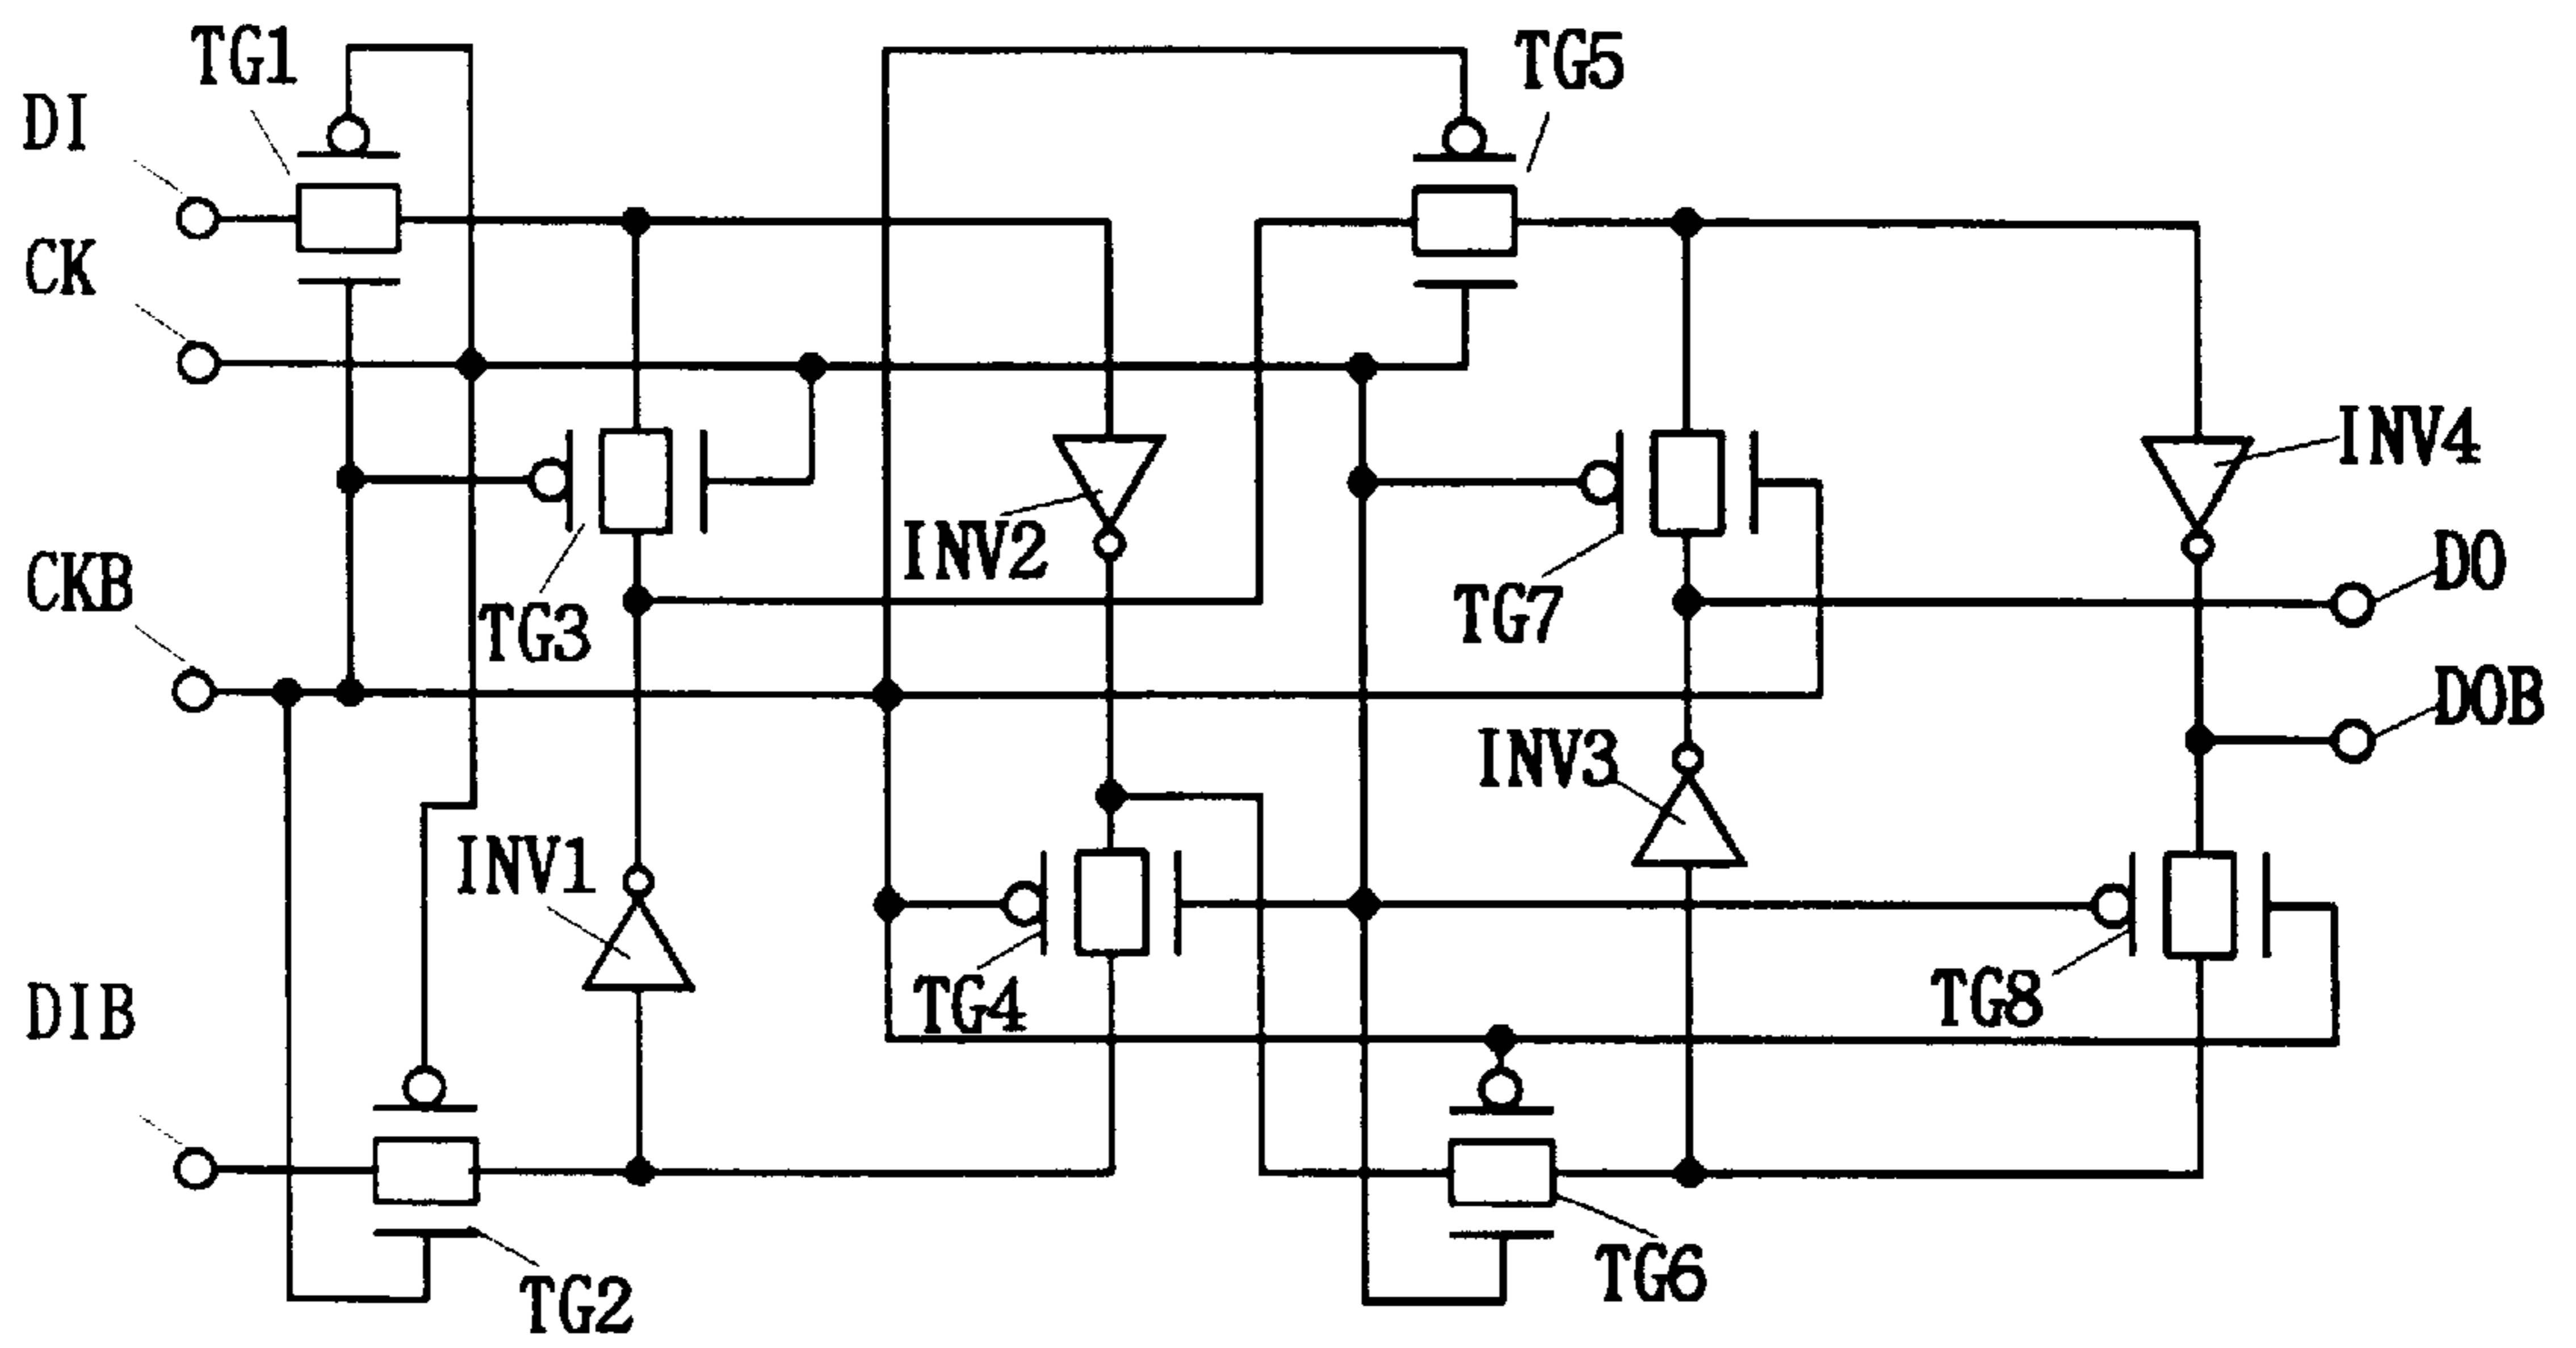 TG1
TG5
DI
CK
INV4
INV2
CKB
DO
TG3
TG7
DOB
INV3
INV1
TG4
TG8
DIB
TG6
TG2